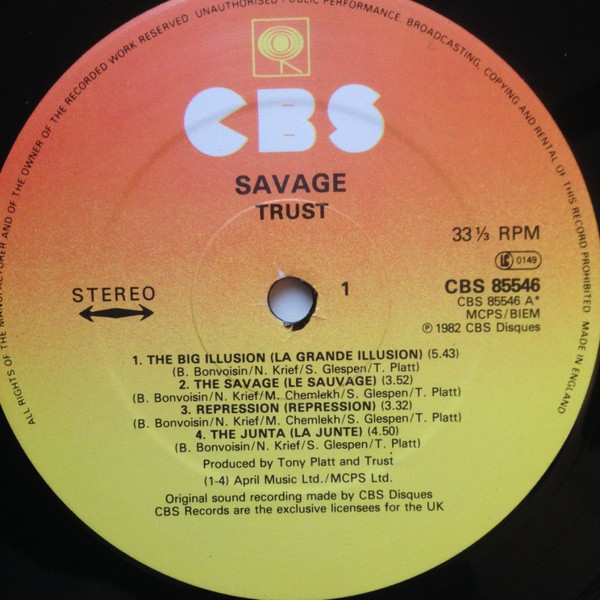 ALL RIGHTS OF THE MANUFACTURER AND OF THE OWNER OF THE RECORDED WORK RESERVED. UNAUTHORISED PUBLIC PERFORMANCE, BROADCASTING, COPYING AND RENTAL OF THIS RECORD PROHIBITED. MADE IN ENGLAND
CBS
SAVAGE
TRUST
33⅓ RPM
LC 0149
STEREO
1
CBS 85546
CBS 85546 A*
MCPS/BIEM
℗ 1982 CBS Disques
1. THE BIG ILLUSION (LA GRANDE ILLUSION) (5.43)
(B. Bonvoisin/N. Krief/S. Glespen/T. Platt)
2. THE SAVAGE (LE SAUVAGE) (3.52)
(B. Bonvoisin/N. Krief/M. Chemlekh/S. Glespen/T. Platt)
3. REPRESSION (REPRESSION) (3.32)
(B. Bonvoisin/N. Krief/M. Chemlekh/S. Glespen/T. Platt)
4. THE JUNTA (LA JUNTE) (4.50)
(B. Bonvoisin/N. Krief/S. Glespen/T. Platt)
Produced by Tony Platt and Trust
(1-4) April Music Ltd./MCPS Ltd.
Original sound recording made by CBS Disques
CBS Records are the exclusive licensees for the UK